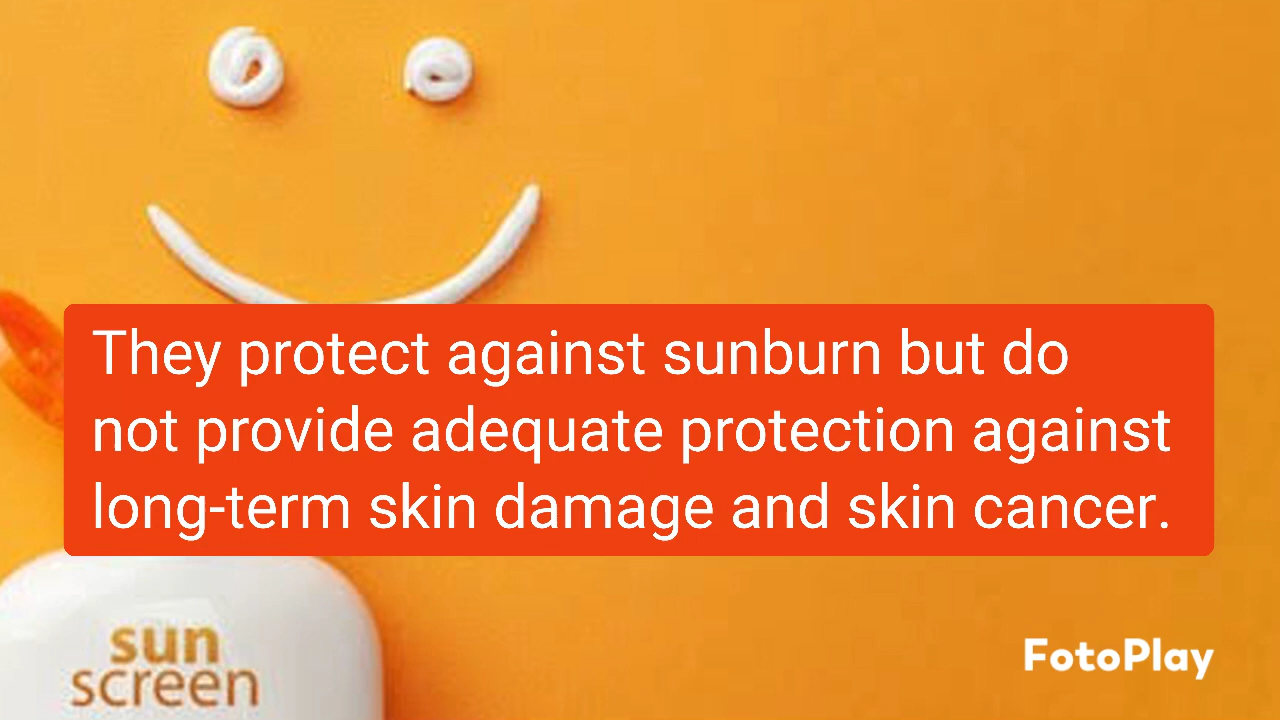 They protect against sunburn but do
not provide adequate protection against
long-term skin damage and skin cancer.
sun
screen
FotoPlay